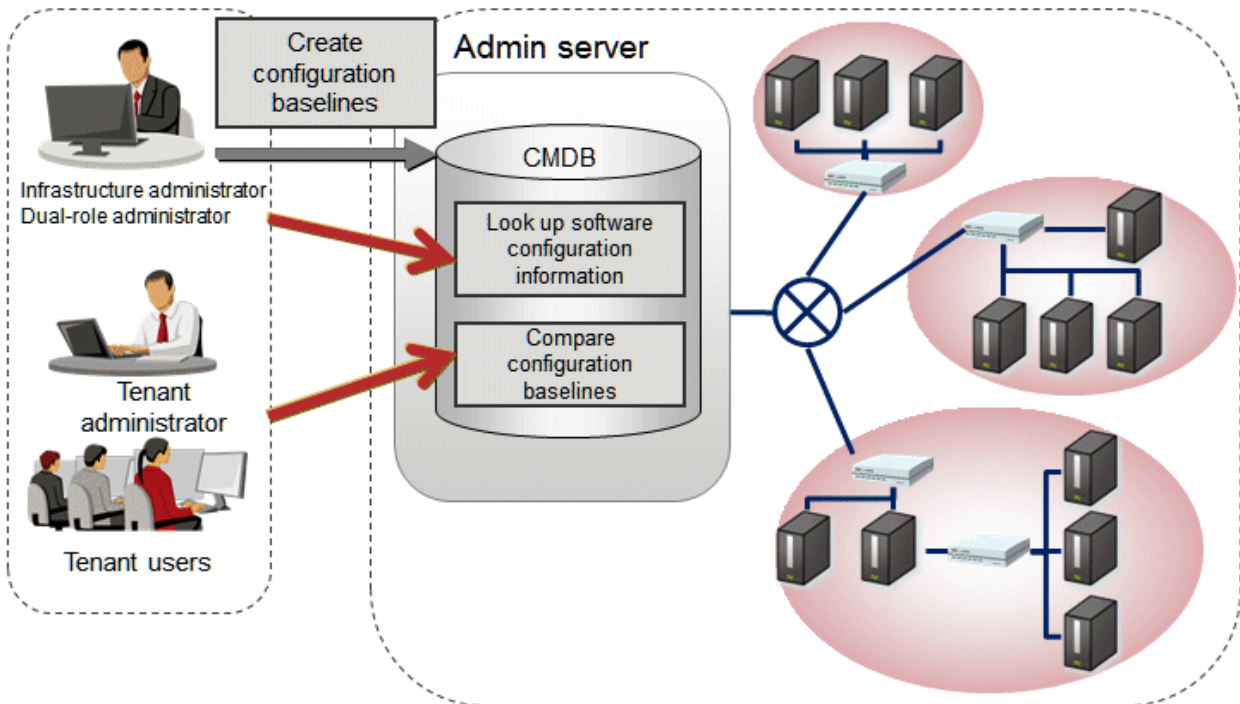 Create
configuration
baselines
Admin server
CMDB
Infrastructure administrator
Dual-role administrator
Look up software
configuration
information
Compare
configuration
baselines
Tenant
administrator
Tenant users